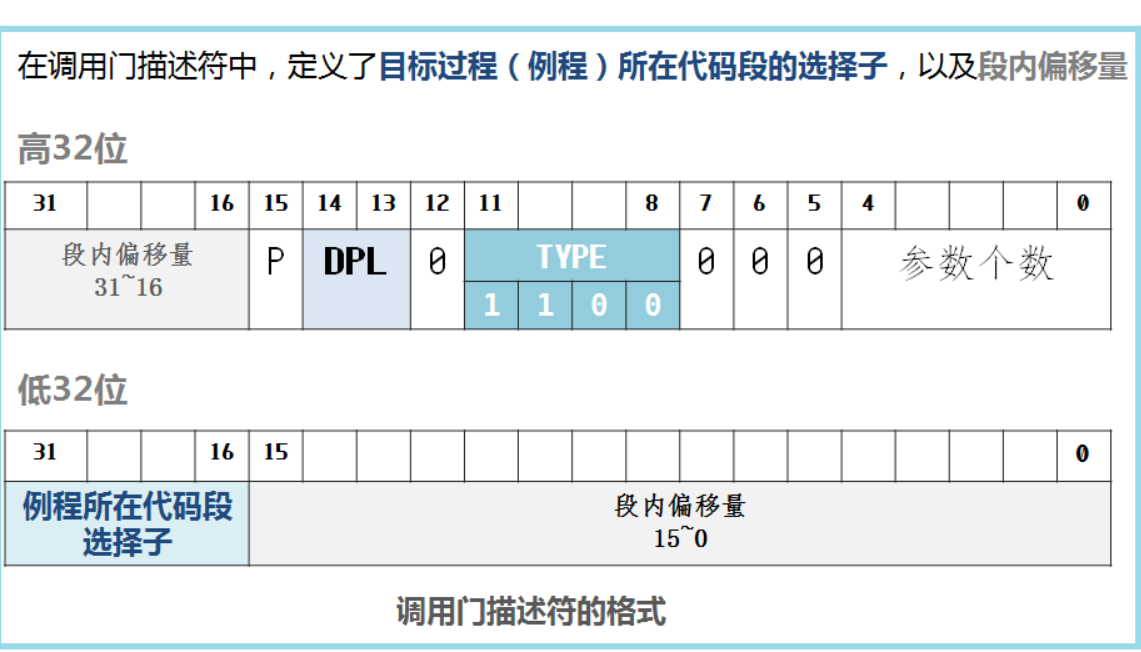 在调用门描述符中，定义了目标过程（例程）所在代码段的选择子，以及段内偏移量
高32位
31 16 15 14 13 12 11 8 7 6 5 4 0
段内偏移量
31~16
P DPL 0 TYPE 0 0 0 参数个数
1 1 0 0
低32位
31 16 15 0
例程所在代码段
选择子
段内偏移量
15~0
调用门描述符的格式